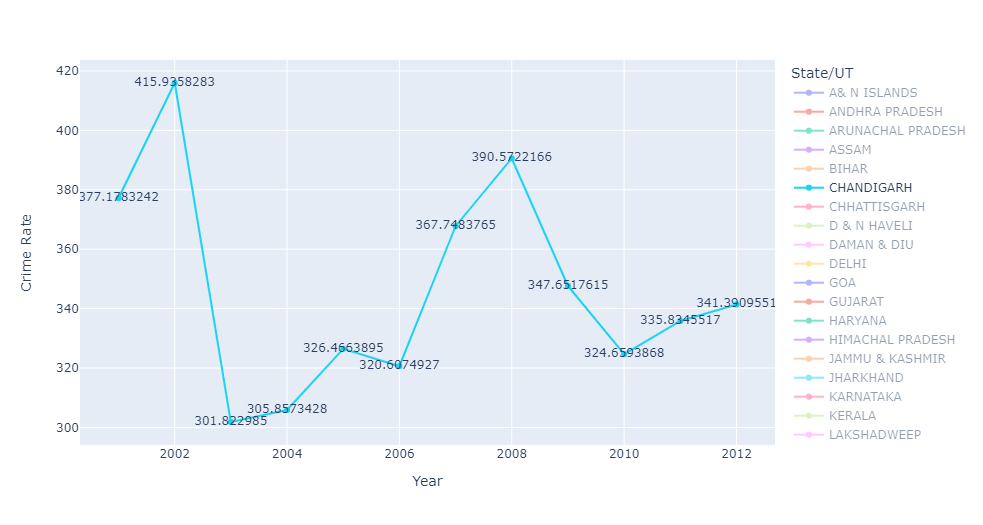 State/UT
A& N ISLANDS
ANDHRA PRADESH
ARUNACHAL PRADESH
ASSAM
BIHAR
CHANDIGARH
CHHATTISGARH
D & N HAVELI
DAMAN & DIU
DELHI
GOA
GUJARAT
HARYANA
HIMACHAL PRADESH
JAMMU & KASHMIR
JHARKHAND
KARNATAKA
KERALA
LAKSHADWEEP
Crime Rate
420
400
380
360
340
320
300
377.1783242
415.9358283
301.822985
305.8573428
326.4663895
320.6074927
367.7483765
390.5722166
347.6517615
324.6593868
335.8345517
341.3909551
2002
2004
2006
2008
2010
2012
Year